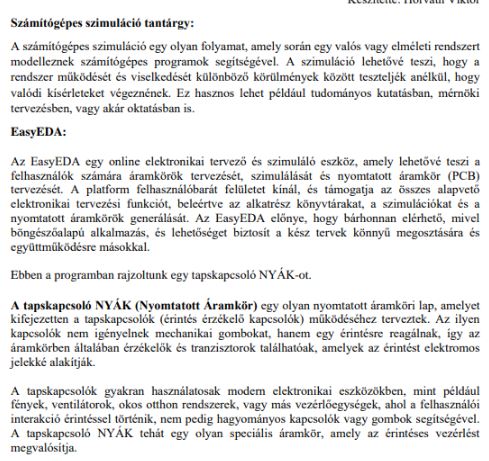 Készítette: Horváth Viktor
Számítógépes szimuláció tantárgy:
A számítógépes szimuláció egy olyan folyamat, amely során egy valós vagy elméleti rendszert
modelleznek számítógépes programok segítségével. A szimuláció lehetővé teszi, hogy a
rendszer működését és viselkedését különböző körülmények között teszteljék anélkül, hogy
valódi kísérleteket végeznének. Ez hasznos lehet például tudományos kutatásban, mérnöki
tervezésben, vagy akár oktatásban is.
EasyEDA:
Az EasyEDA egy online elektronikai tervező és szimuláló eszköz, amely lehetővé teszi a
felhasználók számára áramkörök tervezését, szimulálását és nyomtatott áramkör (PCB)
tervezését. A platform felhasználóbarát felületet kínál, és támogatja az összes alapvető
elektronikai tervezési funkciót, beleértve az alkatrész könyvtárakat, a szimulációkat és a
nyomtatott áramkörök generálását. Az EasyEDA előnye, hogy bárhonnan elérhető, mivel
böngészőalapú alkalmazás, és lehetőséget biztosít a kész tervek könnyű megosztására és
együttműködésre másokkal.
Ebben a programban rajzoltunk egy tapskapcsoló NYÁK-ot.
A tapskapcsoló NYÁK (Nyomtatott Áramkör) egy olyan nyomtatott áramköri lap, amelyet
kifejezetten a tapskapcsolók (érintés érzékelő kapcsolók) működéséhez terveztek. Az ilyen
kapcsolók nem igényelnek mechanikai gombokat, hanem egy érintésre reagálnak, így az
áramkörben általában érzékelők és tranzisztorok találhatóak, amelyek az érintést elektromos
jelekké alakítják.
A tapskapcsolók gyakran használatosak modern elektronikai eszközökben, mint például
fények, ventilátorok, okos otthon rendszerek, vagy más vezérlőegységek, ahol a felhasználói
interakció érintéssel történik, nem pedig hagyományos kapcsolók vagy gombok segítségével.
A tapskapcsoló NYÁK tehát egy olyan speciális áramkör, amely az érintéses vezérlést
megvalósítja.